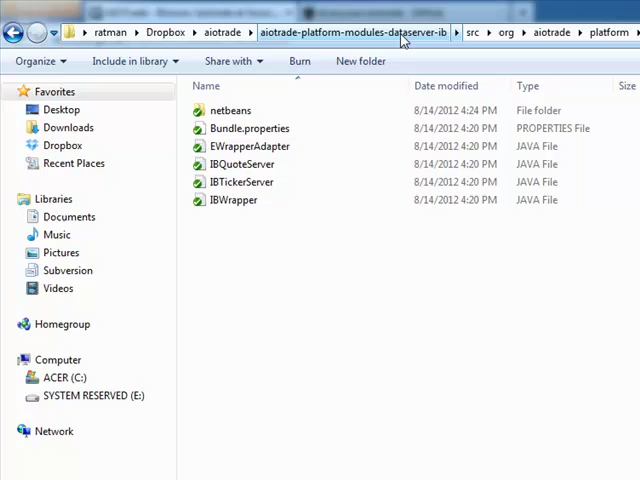 ratman Dropbox aiotrade aiotrade-platform-modules-dataserver-ib src org aiotrade platform
Organize Include in library Share with Burn New folder
Name Date modified Type Size
Favorites
Desktop
Downloads
Dropbox
Recent Places
Libraries
Documents
Music
Pictures
Subversion
Videos
Homegroup
Computer
ACER (C:)
SYSTEM RESERVED (E:)
Network
netbeans 8/14/2012 4:24 PM File folder
Bundle.properties 8/14/2012 4:20 PM PROPERTIES File
EWrapperAdapter 8/14/2012 4:20 PM JAVA File
IBQuoteServer 8/14/2012 4:20 PM JAVA File
IBTickerServer 8/14/2012 4:20 PM JAVA File
IBWrapper 8/14/2012 4:20 PM JAVA File